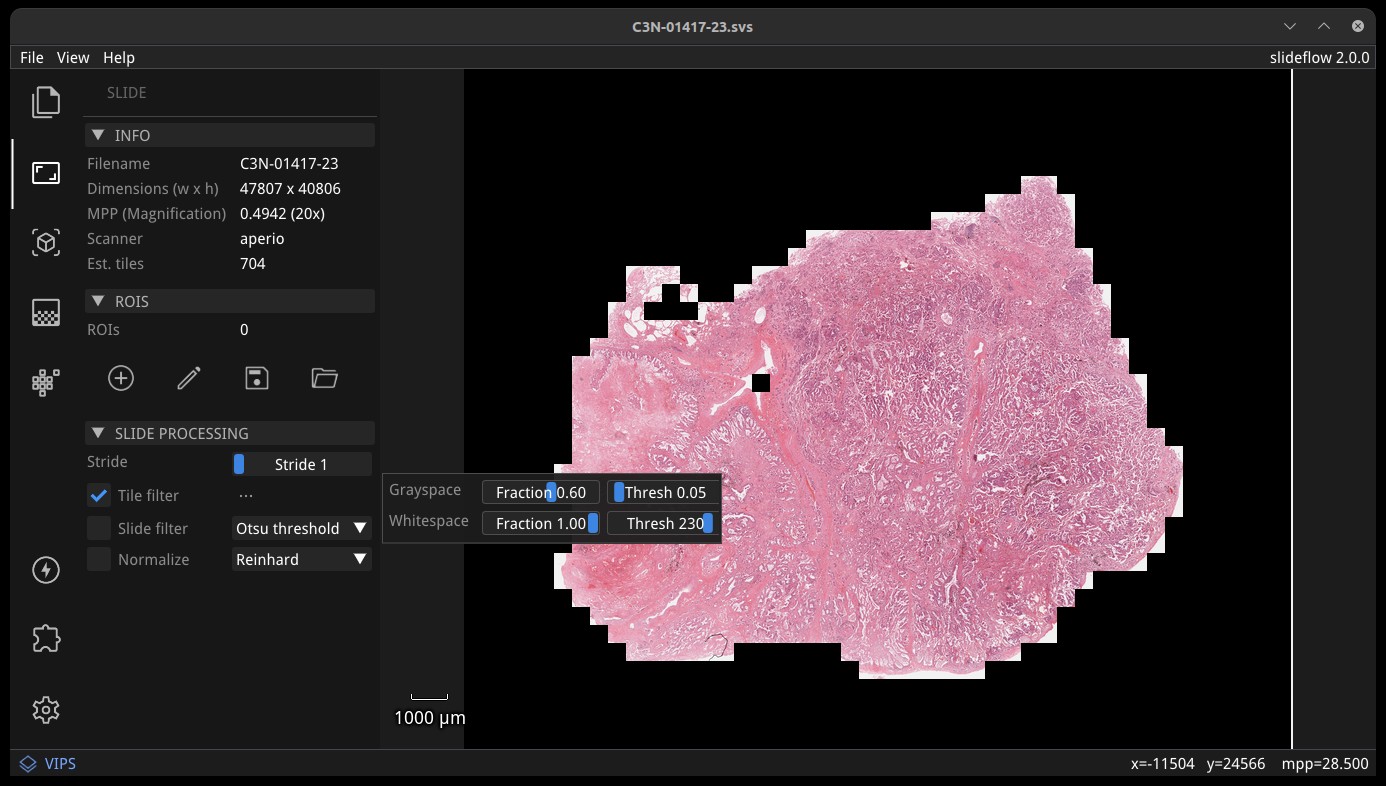 C3N-01417-23.svs
File View Help
slideflow 2.0.0
SLIDE
INFO
Filename C3N-01417-23
Dimensions (w x h) 47807 x 40806
MPP (Magnification) 0.4942 (20x)
Scanner aperio
Est. tiles 704
ROIS
ROIs 0
SLIDE PROCESSING
Stride Stride 1
Tile filter ...
Grayspace Fraction 0.60 Thresh 0.05
Whitespace Fraction 1.00 Thresh 230
Slide filter Otsu threshold
Normalize Reinhard
1000 µm
VIPS
x=-11504 y=24566 mpp=28.500